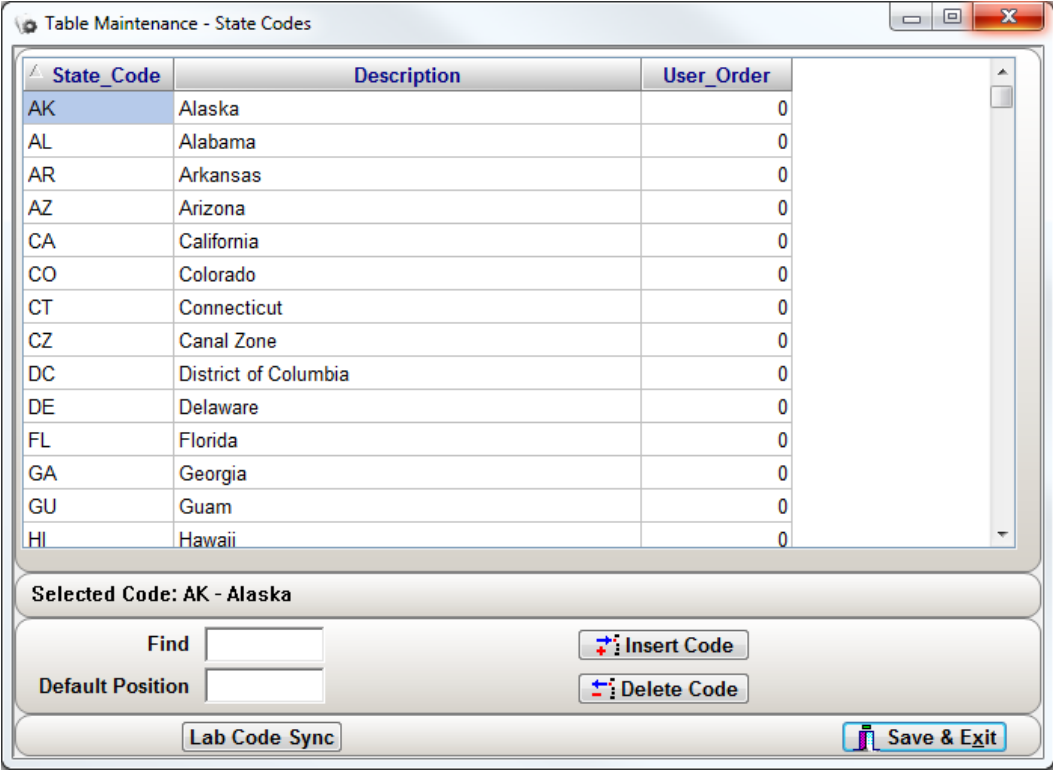 Table Maintenance - State Codes
State_Code Description User_Order
AK Alaska 0
AL Alabama 0
AR Arkansas 0
AZ Arizona 0
CA California 0
CO Colorado 0
CT Connecticut 0
CZ Canal Zone 0
DC District of Columbia 0
DE Delaware 0
FL Florida 0
GA Georgia 0
GU Guam 0
HI Hawaii 0
Selected Code: AK - Alaska
Find Insert Code
Default Position Delete Code
Lab Code Sync Save & Exit